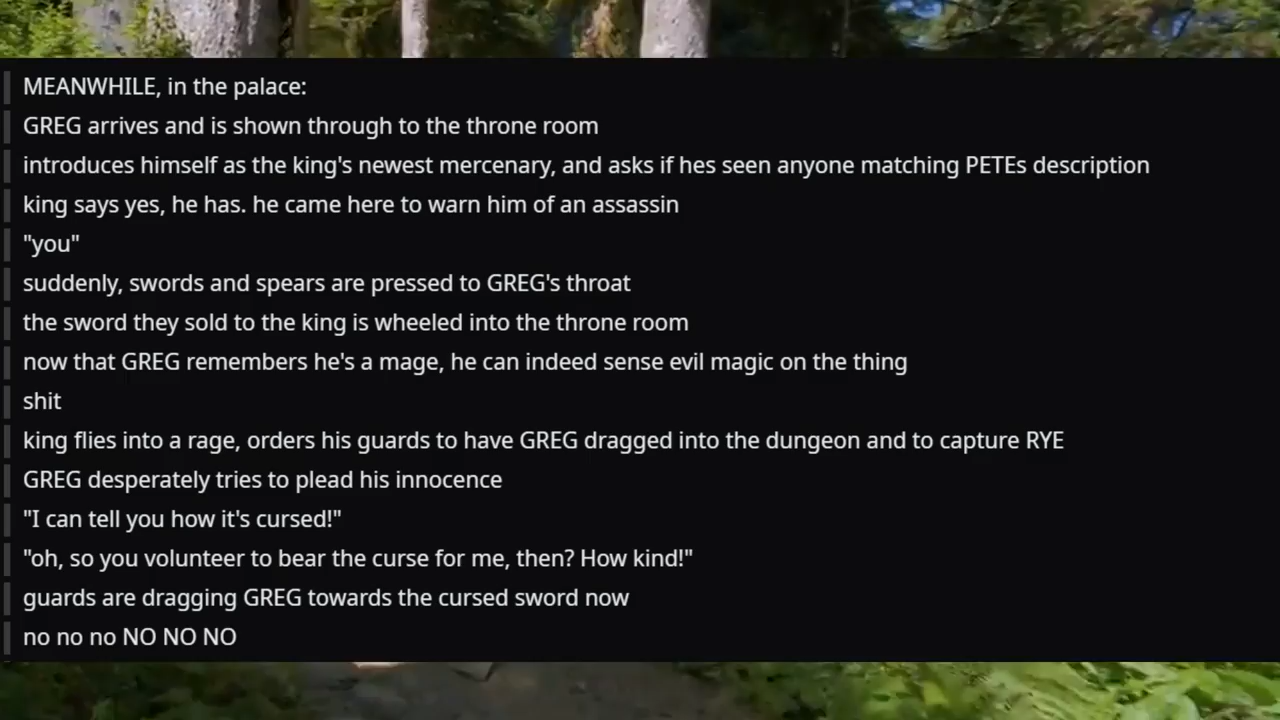 MEANWHILE, in the palace:
GREG arrives and is shown through to the throne room
introduces himself as the king's newest mercenary, and asks if hes seen anyone matching PETEs description
king says yes, he has. he came here to warn him of an assassin
"you"
suddenly, swords and spears are pressed to GREG's throat
the sword they sold to the king is wheeled into the throne room
now that GREG remembers he's a mage, he can indeed sense evil magic on the thing
shit
king flies into a rage, orders his guards to have GREG dragged into the dungeon and to capture RYE
GREG desperately tries to plead his innocence
"I can tell you how it's cursed!"
"oh, so you volunteer to bear the curse for me, then? How kind!"
guards are dragging GREG towards the cursed sword now
no no no NO NO NO